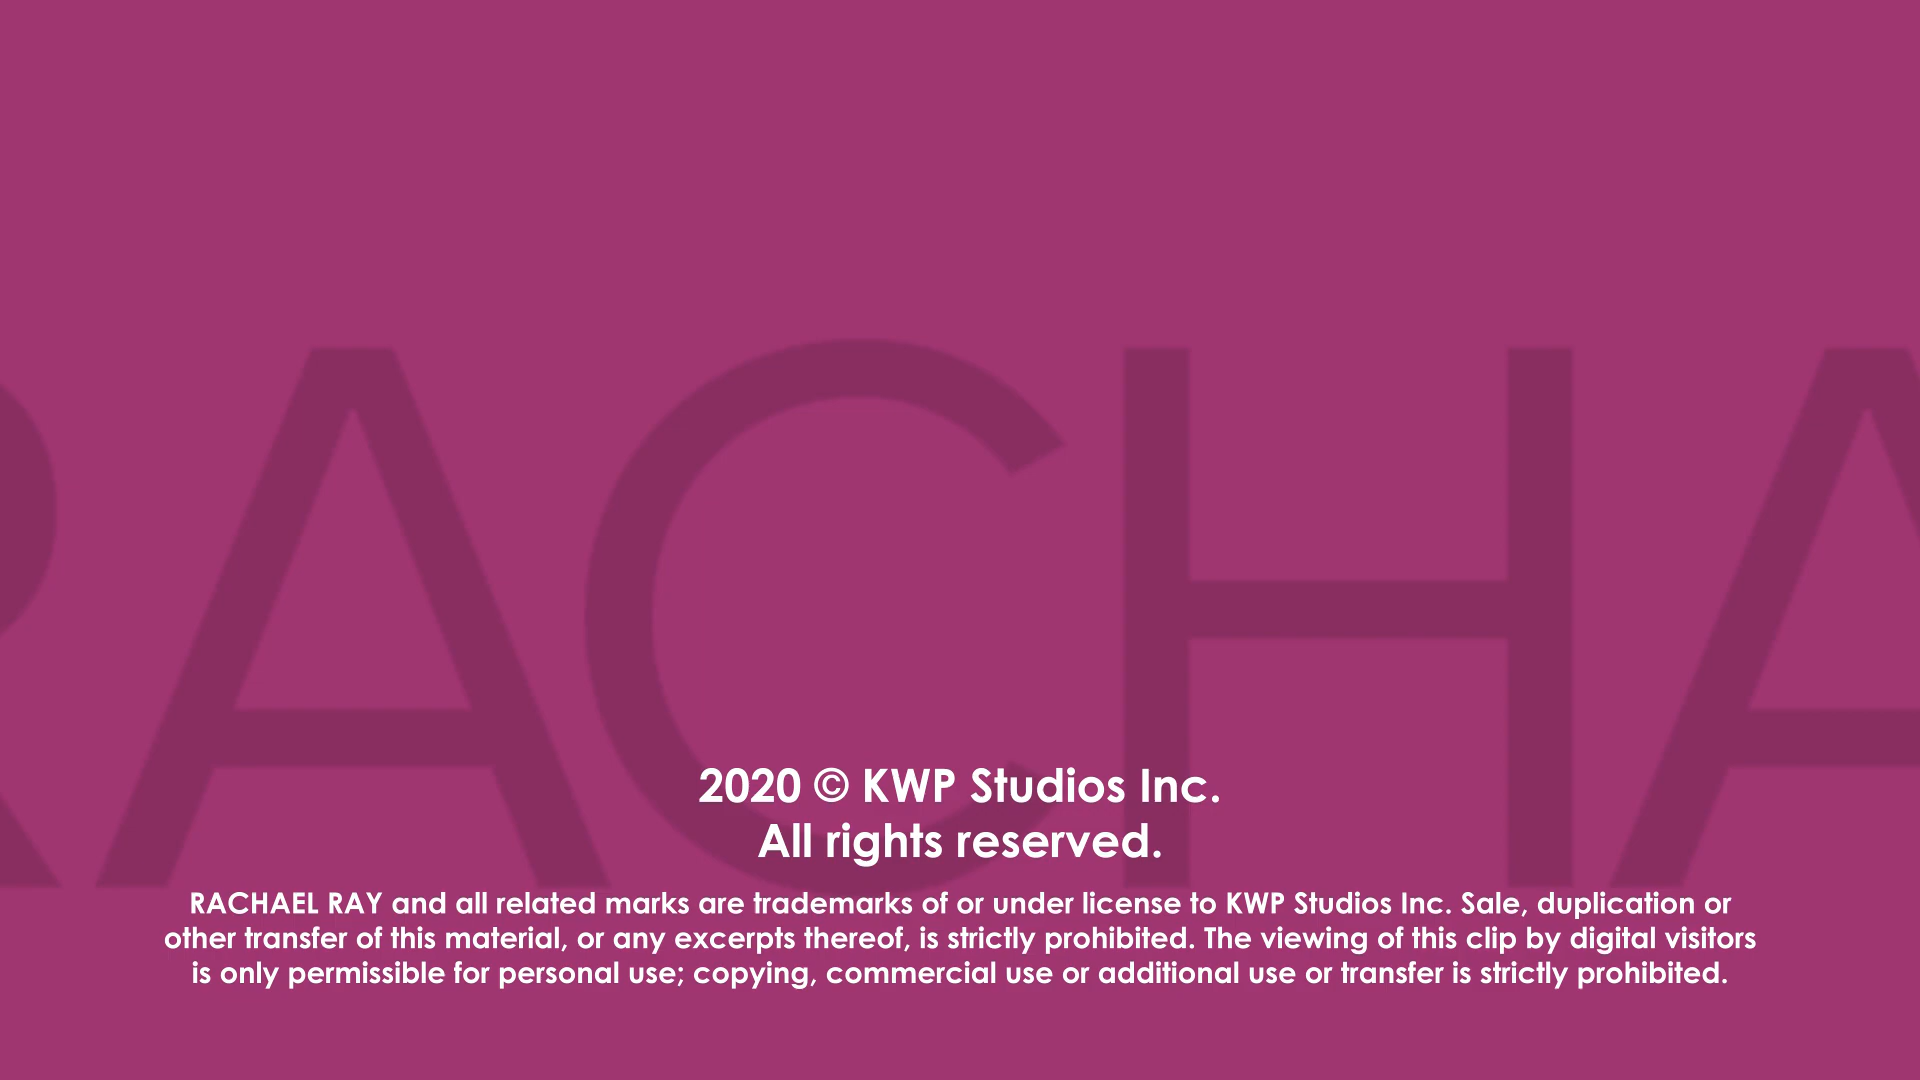 RACHA
2020 © KWP Studios Inc.
All rights reserved.
RACHAEL RAY and all related marks are trademarks of or under license to KWP Studios Inc. Sale, duplication or
other transfer of this material, or any excerpts thereof, is strictly prohibited. The viewing of this clip by digital visitors
is only permissible for personal use; copying, commercial use or additional use or transfer is strictly prohibited.